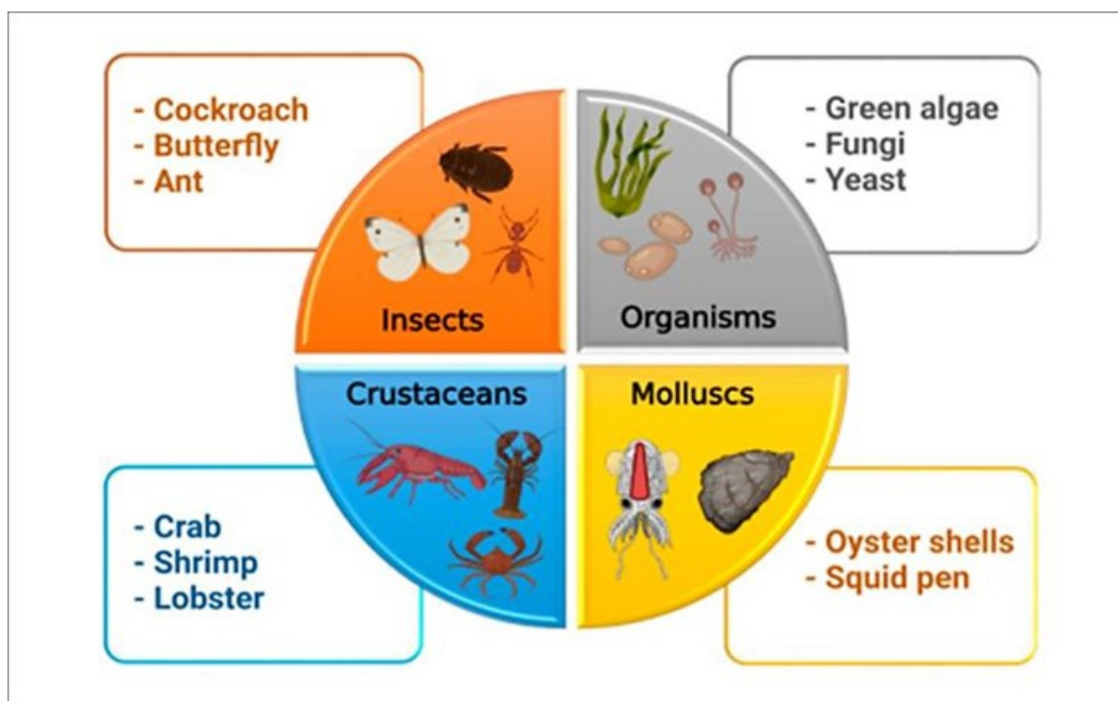 - Cockroach
- Butterfly
- Ant
- Green algae
- Fungi
- Yeast
Insects
Organisms
Crustaceans
Molluscs
- Crab
- Shrimp
- Lobster
- Oyster shells
- Squid pen